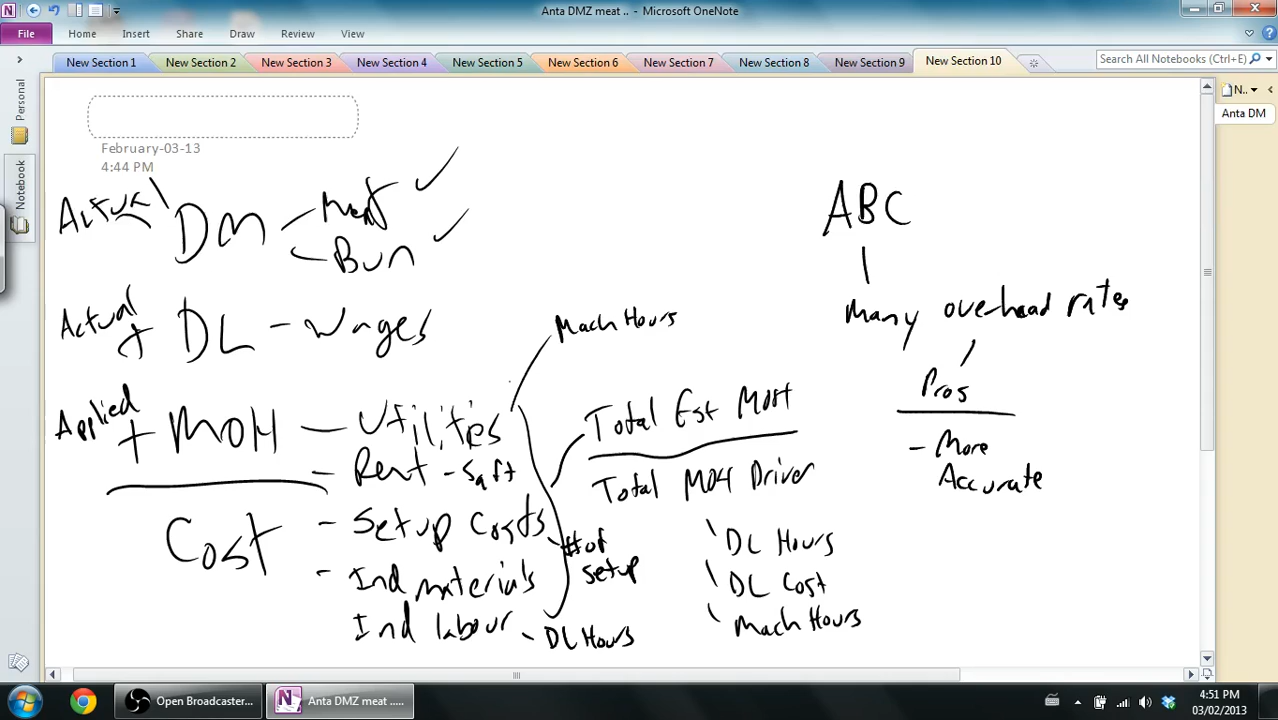 Anta DMZ meat .. - Microsoft OneNote
File Home Insert Share Draw Review View
New Section 1 New Section 2 New Section 3 New Section 4 New Section 5 New Section 6 New Section 7 New Section 8 New Section 9 New Section 10
Search All Notebooks (Ctrl+E)
N..
Anta DM
Personal
Notebook
February-03-13
4:44 PM
Actual DM - Meat ✓
- Bun ✓
Actual + DL - Wages
Applied + MOH - Utilities
Mach Hours
- Rent - Sqft
- Setup Costs
# of
setup
- Ind materials
Ind labour - DL Hours
Cost
Total Est MOH
Total MOH Driver
DL Hours
DL Cost
Mach Hours
ABC
Many overhead rates
Pros
- More
Accurate
Open Broadcaster...
Anta DMZ meat .....
4:51 PM
03/02/2013